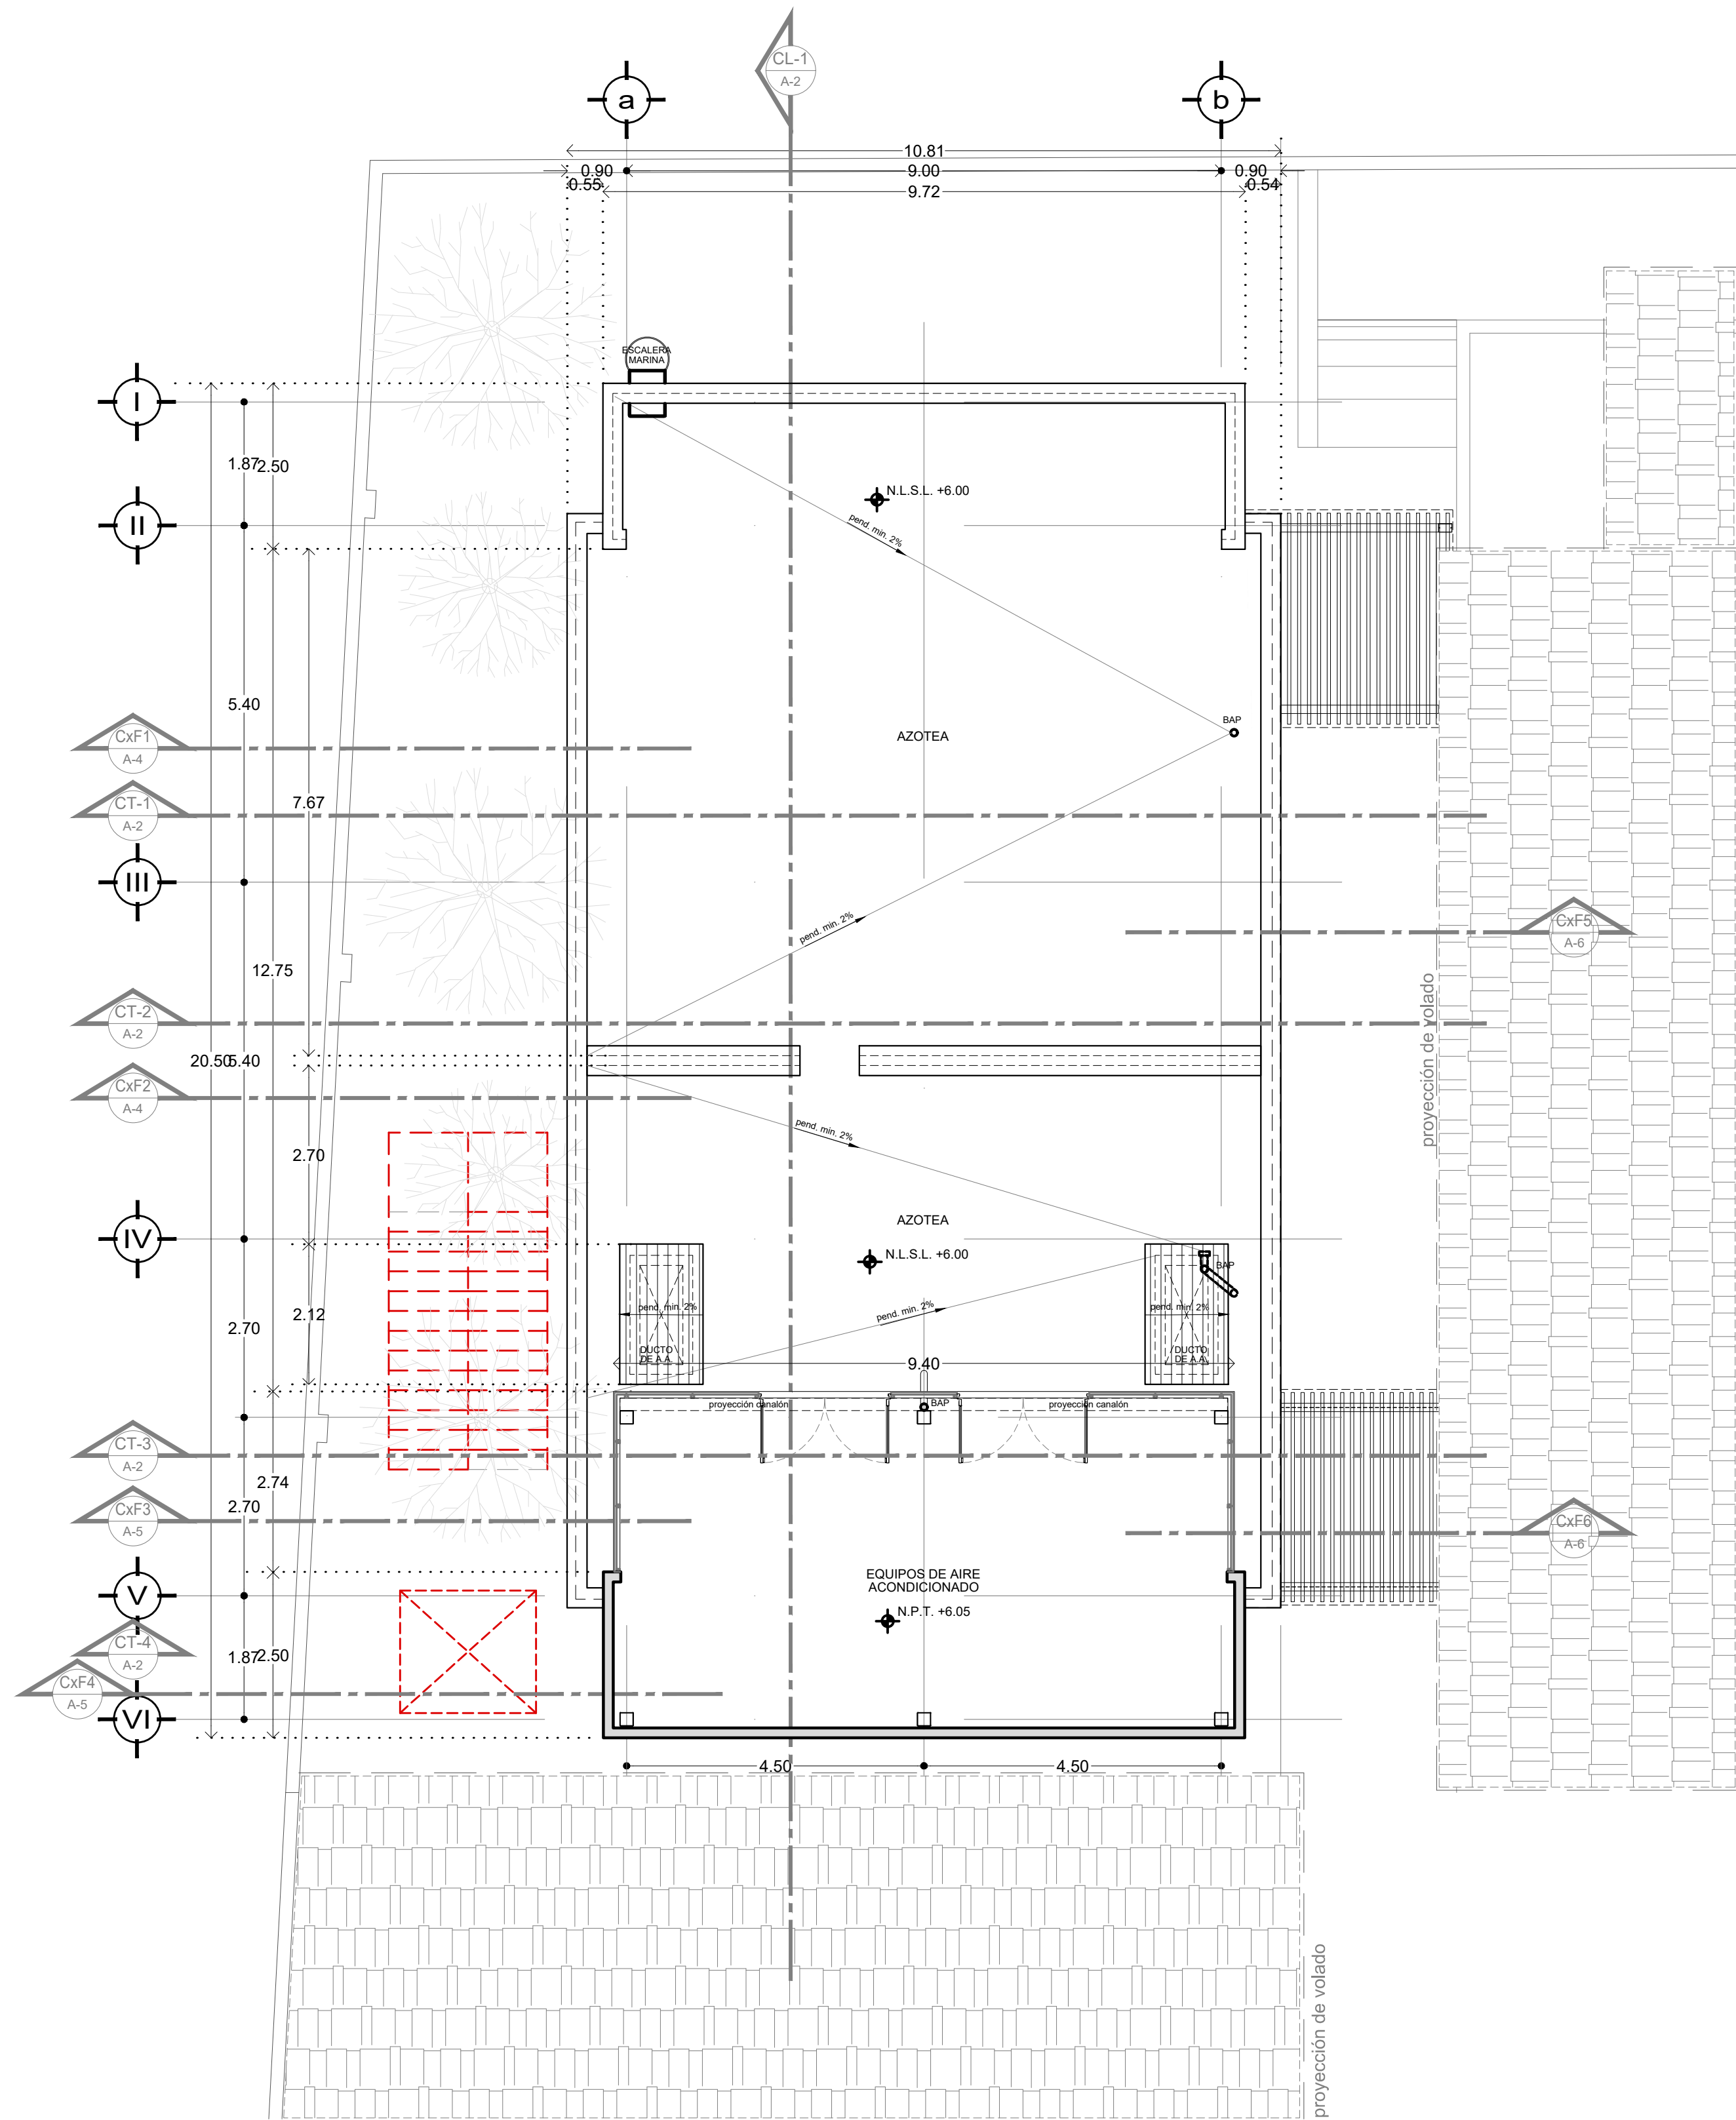 CL-1
A-2
a
b
10.81
0.90
9.00
0.90
0.55
9.72
0.54
ESCALERA
MARINA
I
1.87
2.50
N.L.S.L. +6.00
II
pend. min. 2%
5.40
BAP
CxF1
A-4
AZOTEA
7.67
CT-1
A-2
III
pend. min. 2%
CxF5
A-6
12.75
proyección de volado
CT-2
A-2
20.50
5.40
CxF2
A-4
pend. min. 2%
2.70
AZOTEA
IV
N.L.S.L. +6.00
BAP
pend. min. 2%
pend. min. 2%
pend. min. 2%
2.12
2.70
DUCTO
DE A.A.
DUCTO
DE A.A.
9.40
proyección canalón
BAP
proyección canalón
CT-3
A-2
2.74
2.70
CxF3
A-5
CxF6
A-6
EQUIPOS DE AIRE
ACONDICIONADO
V
N.P.T. +6.05
CT-4
A-2
1.87
2.50
CxF4
A-5
VI
4.50
4.50
proyección de volado